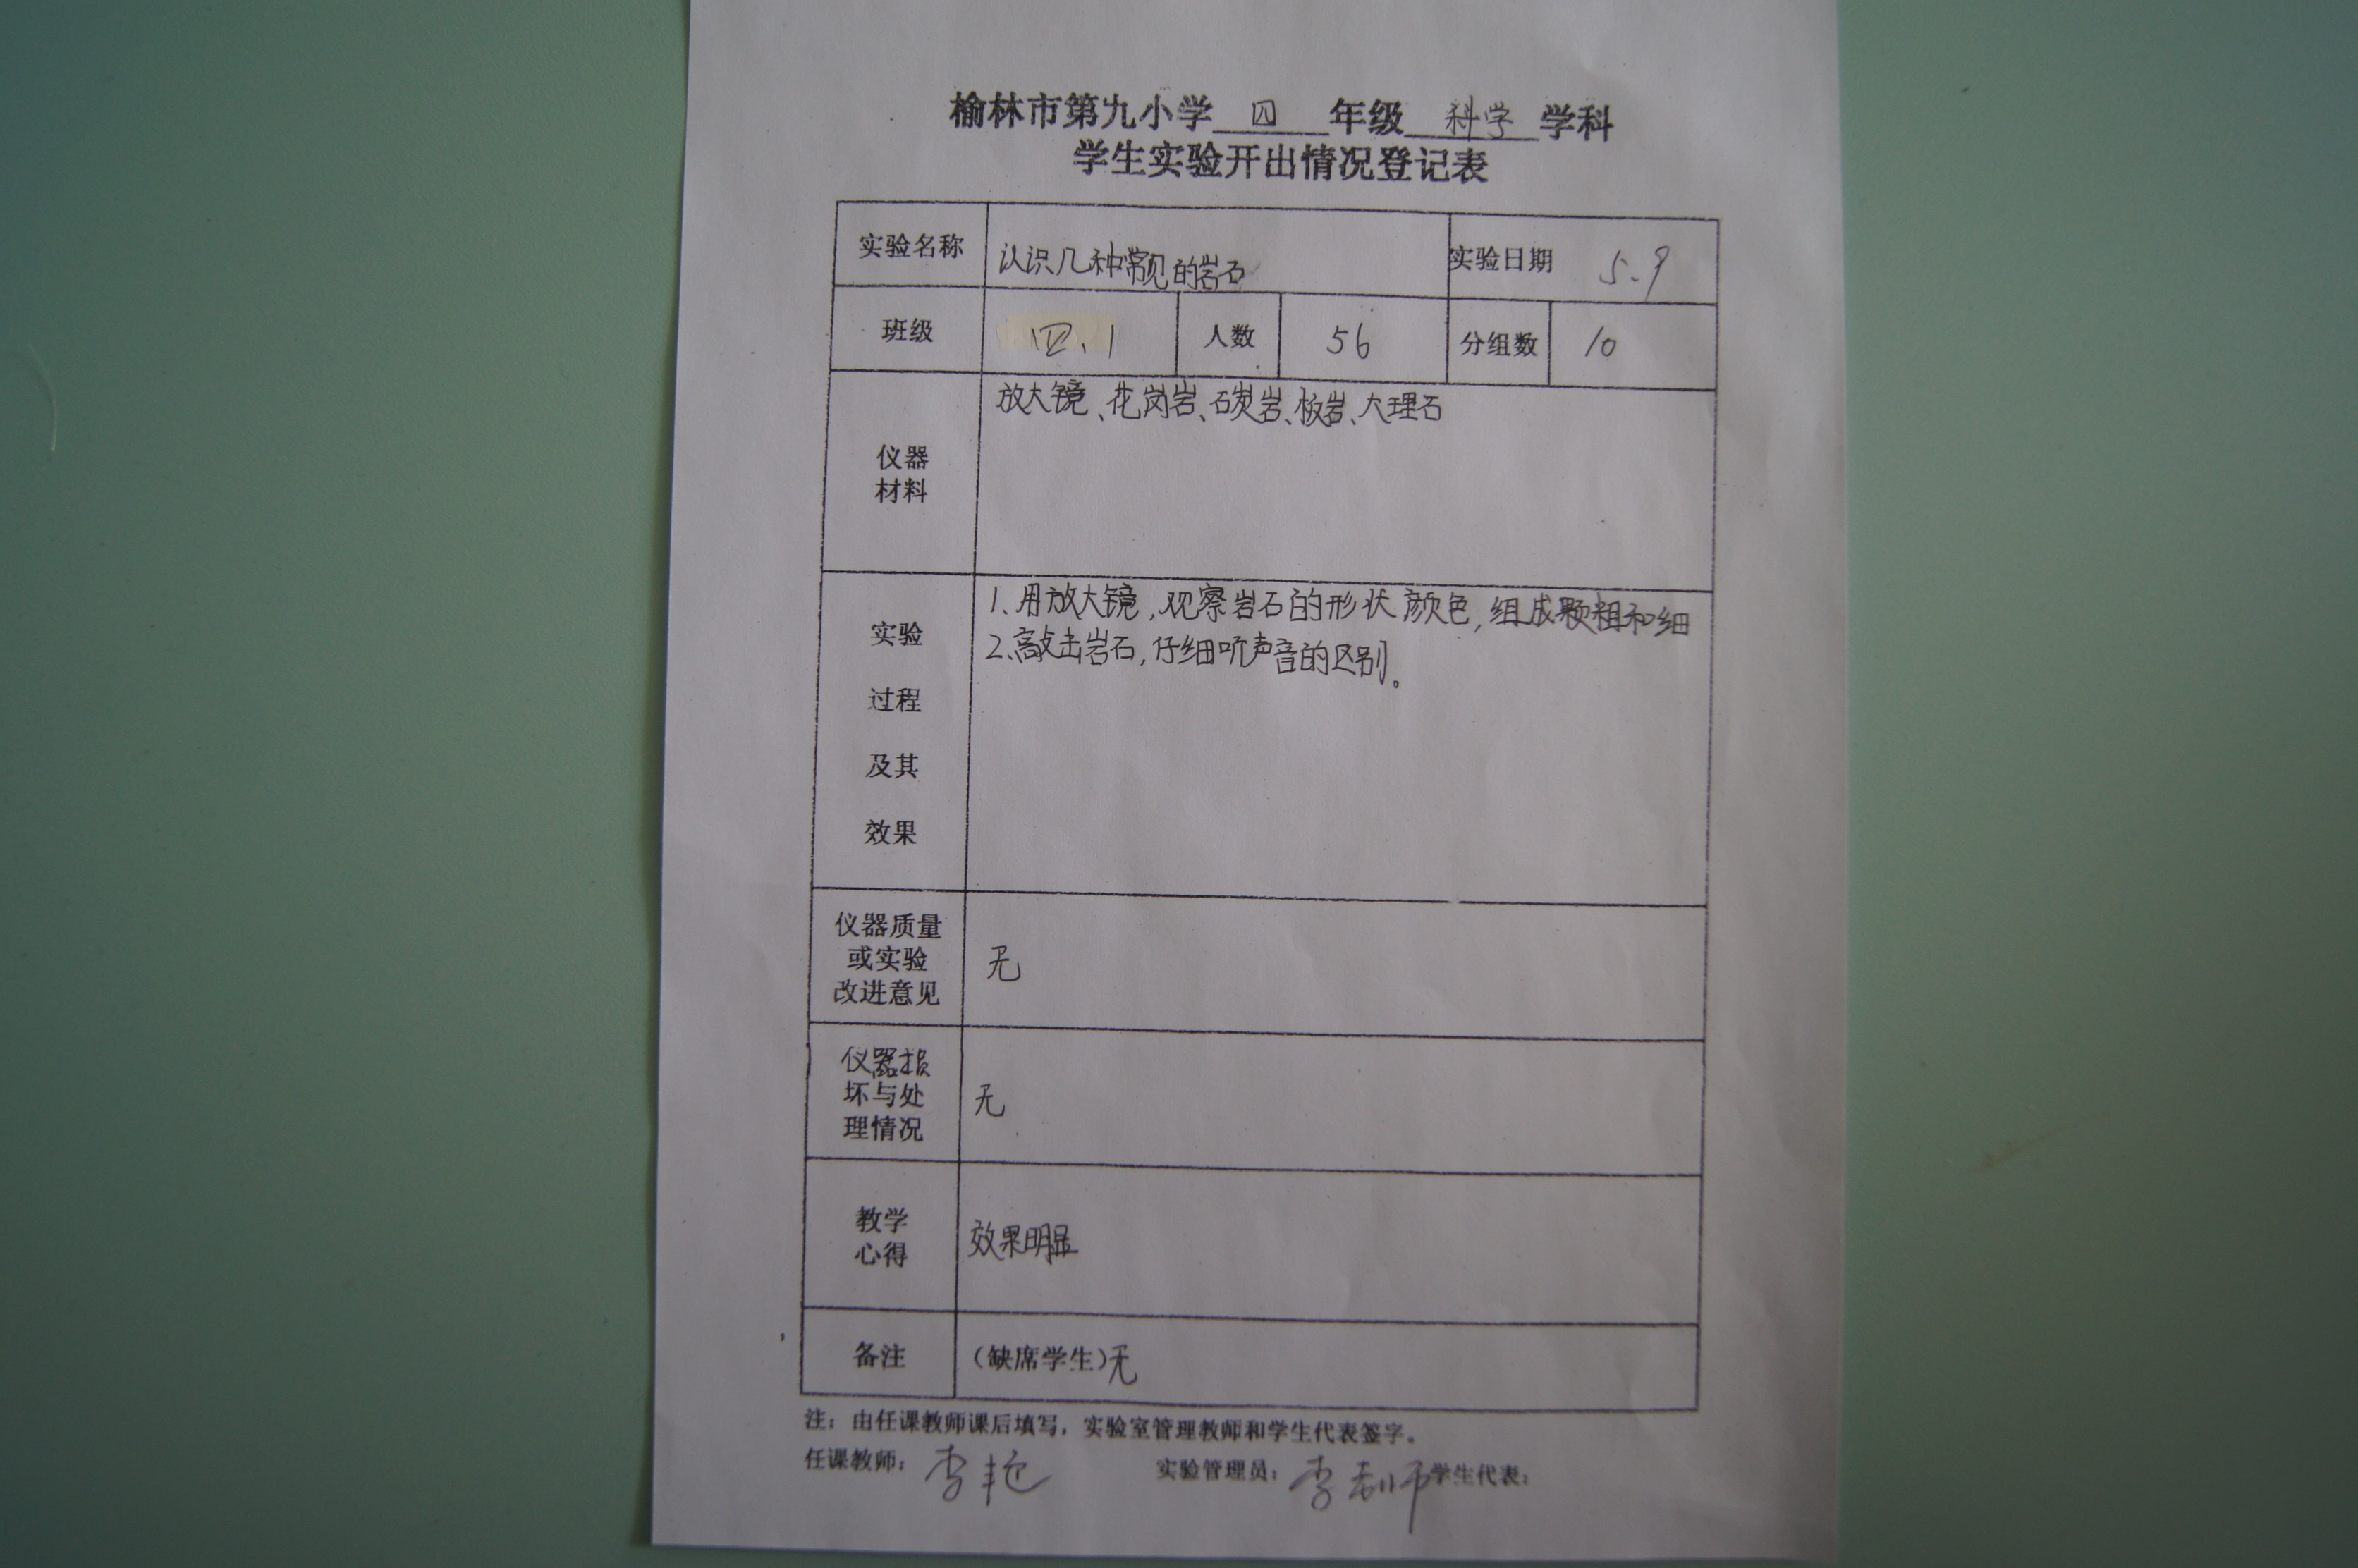 榆林市第九小学 四 年级 科学 学科
学生实验开出情况登记表
实验名称 认识几种常见的岩石 实验日期 5.9
班级 四.1 人数 56 分组数 10
仪器
材料
放大镜、花岗岩、砾岩、板岩、大理石
实验
过程
及其
效果
1、用放大镜,观察岩石的形状 颜色,组成颗粗和细
2、敲击岩石,仔细听声音的区别。
仪器质量
或实验
改进意见
无
仪器损
坏与处
理情况
无
教学
心得
效果明显
备注 (缺席学生)无
注:由任课教师课后填写,实验室管理教师和学生代表签字。
任课教师:李艳 实验管理员:李 学生代表: